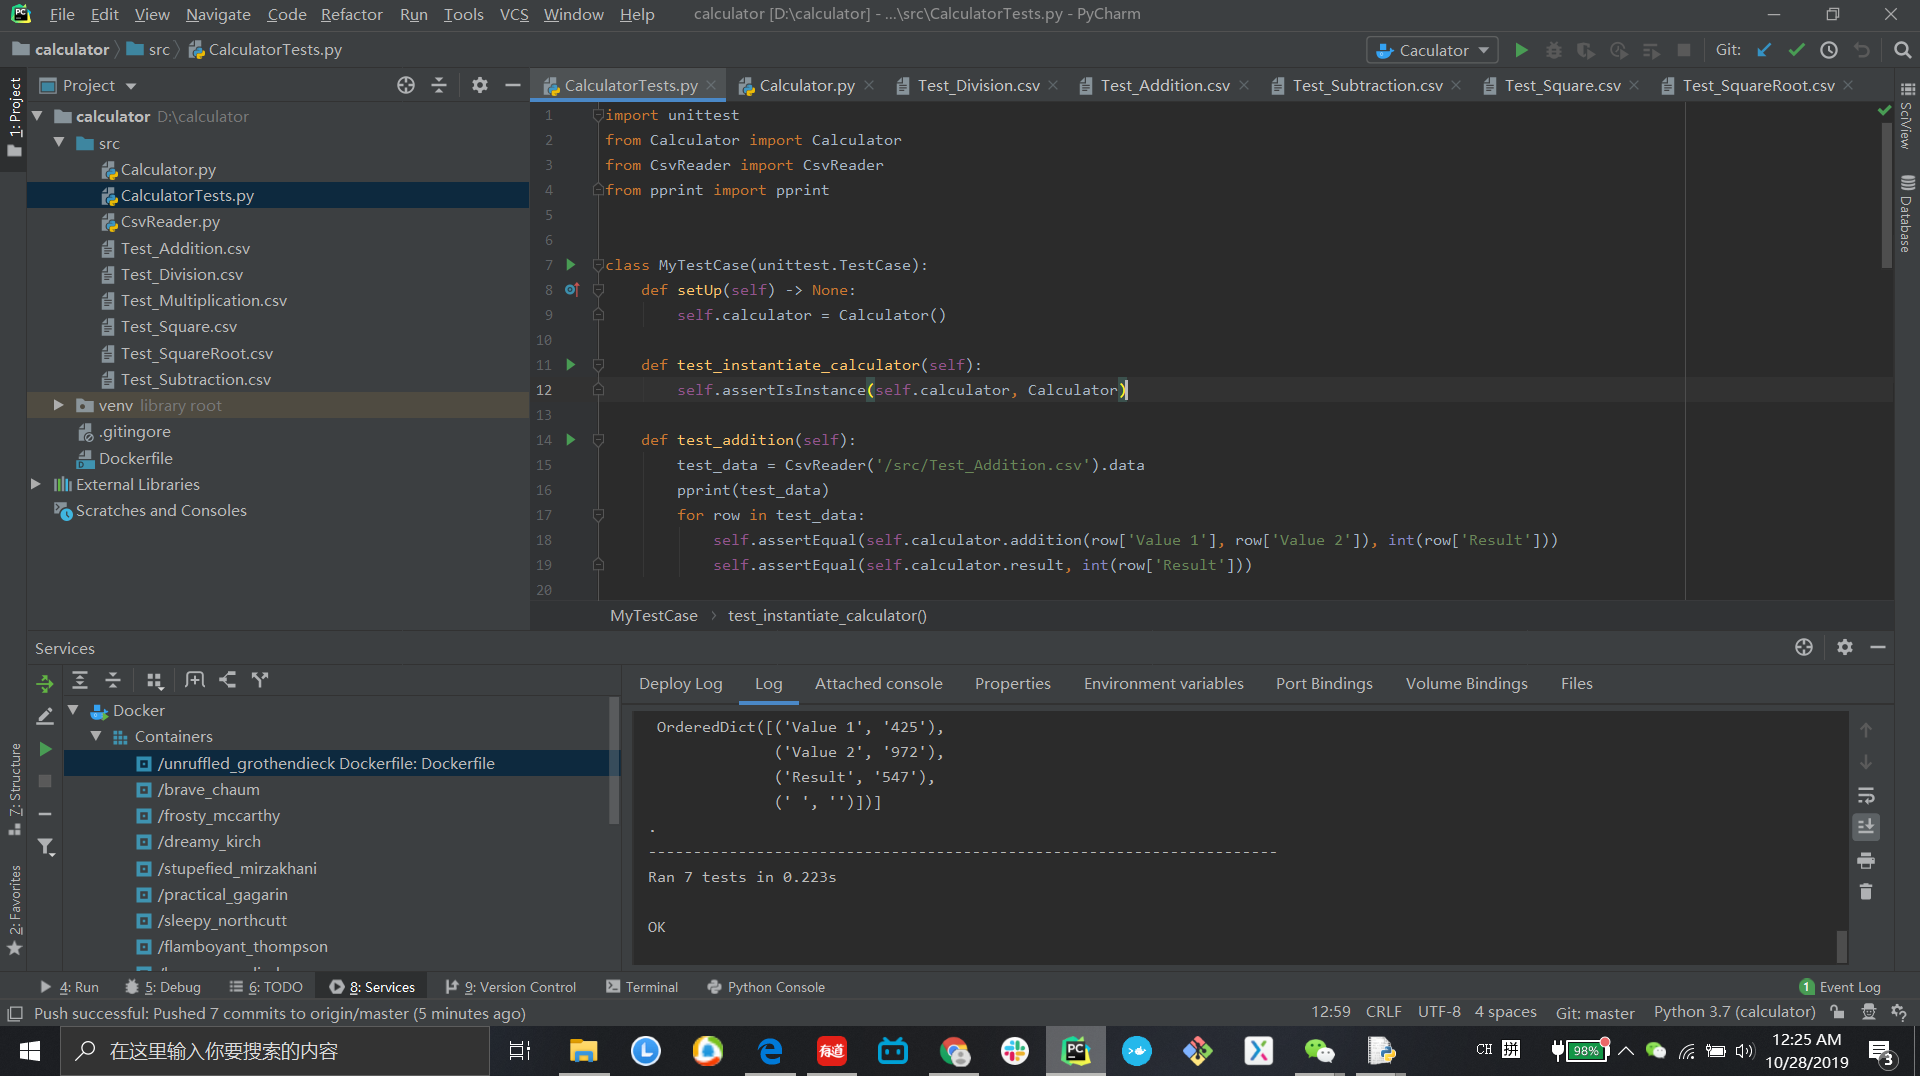 File Edit View Navigate Code Refactor Run Tools VCS Window Help calculator [D:\calculator] - ...\src\CalculatorTests.py - PyCharm
calculator src CalculatorTests.py Caculator Git:
Project
CalculatorTests.py Calculator.py Test_Division.csv Test_Addition.csv Test_Subtraction.csv Test_Square.csv Test_SquareRoot.csv
1: Project
calculator D:\calculator
src
Calculator.py
CalculatorTests.py
CsvReader.py
Test_Addition.csv
Test_Division.csv
Test_Multiplication.csv
Test_Square.csv
Test_SquareRoot.csv
Test_Subtraction.csv
venv library root
.gitingore
Dockerfile
External Libraries
Scratches and Consoles
1 import unittest
2 from Calculator import Calculator
3 from CsvReader import CsvReader
4 from pprint import pprint
5
6
7 class MyTestCase(unittest.TestCase):
8 def setUp(self) -> None:
9 self.calculator = Calculator()
10
11 def test_instantiate_calculator(self):
12 self.assertIsInstance(self.calculator, Calculator)
13
14 def test_addition(self):
15 test_data = CsvReader('/src/Test_Addition.csv').data
16 pprint(test_data)
17 for row in test_data:
18 self.assertEqual(self.calculator.addition(row['Value 1'], row['Value 2']), int(row['Result']))
19 self.assertEqual(self.calculator.result, int(row['Result']))
20
MyTestCase test_instantiate_calculator()
SciView
Database
Services
Z: Structure
2: Favorites
Docker
Containers
/unruffled_grothendieck Dockerfile: Dockerfile
/brave_chaum
/frosty_mccarthy
/dreamy_kirch
/stupefied_mirzakhani
/practical_gagarin
/sleepy_northcutt
/flamboyant_thompson
Deploy Log Log Attached console Properties Environment variables Port Bindings Volume Bindings Files
OrderedDict([('Value 1', '425'),
('Value 2', '972'),
('Result', '547'),
(' ', '')])]
.
----------------------------------------------------------------------
Ran 7 tests in 0.223s
OK
4: Run 5: Debug 6: TODO 8: Services 9: Version Control Terminal Python Console 1 Event Log
Push successful: Pushed 7 commits to origin/master (5 minutes ago) 12:59 CRLF UTF-8 4 spaces Git: master Python 3.7 (calculator)
在这里输入你要搜索的内容
有道
PC
CH 拼
98%
12:25 AM
10/28/2019
3